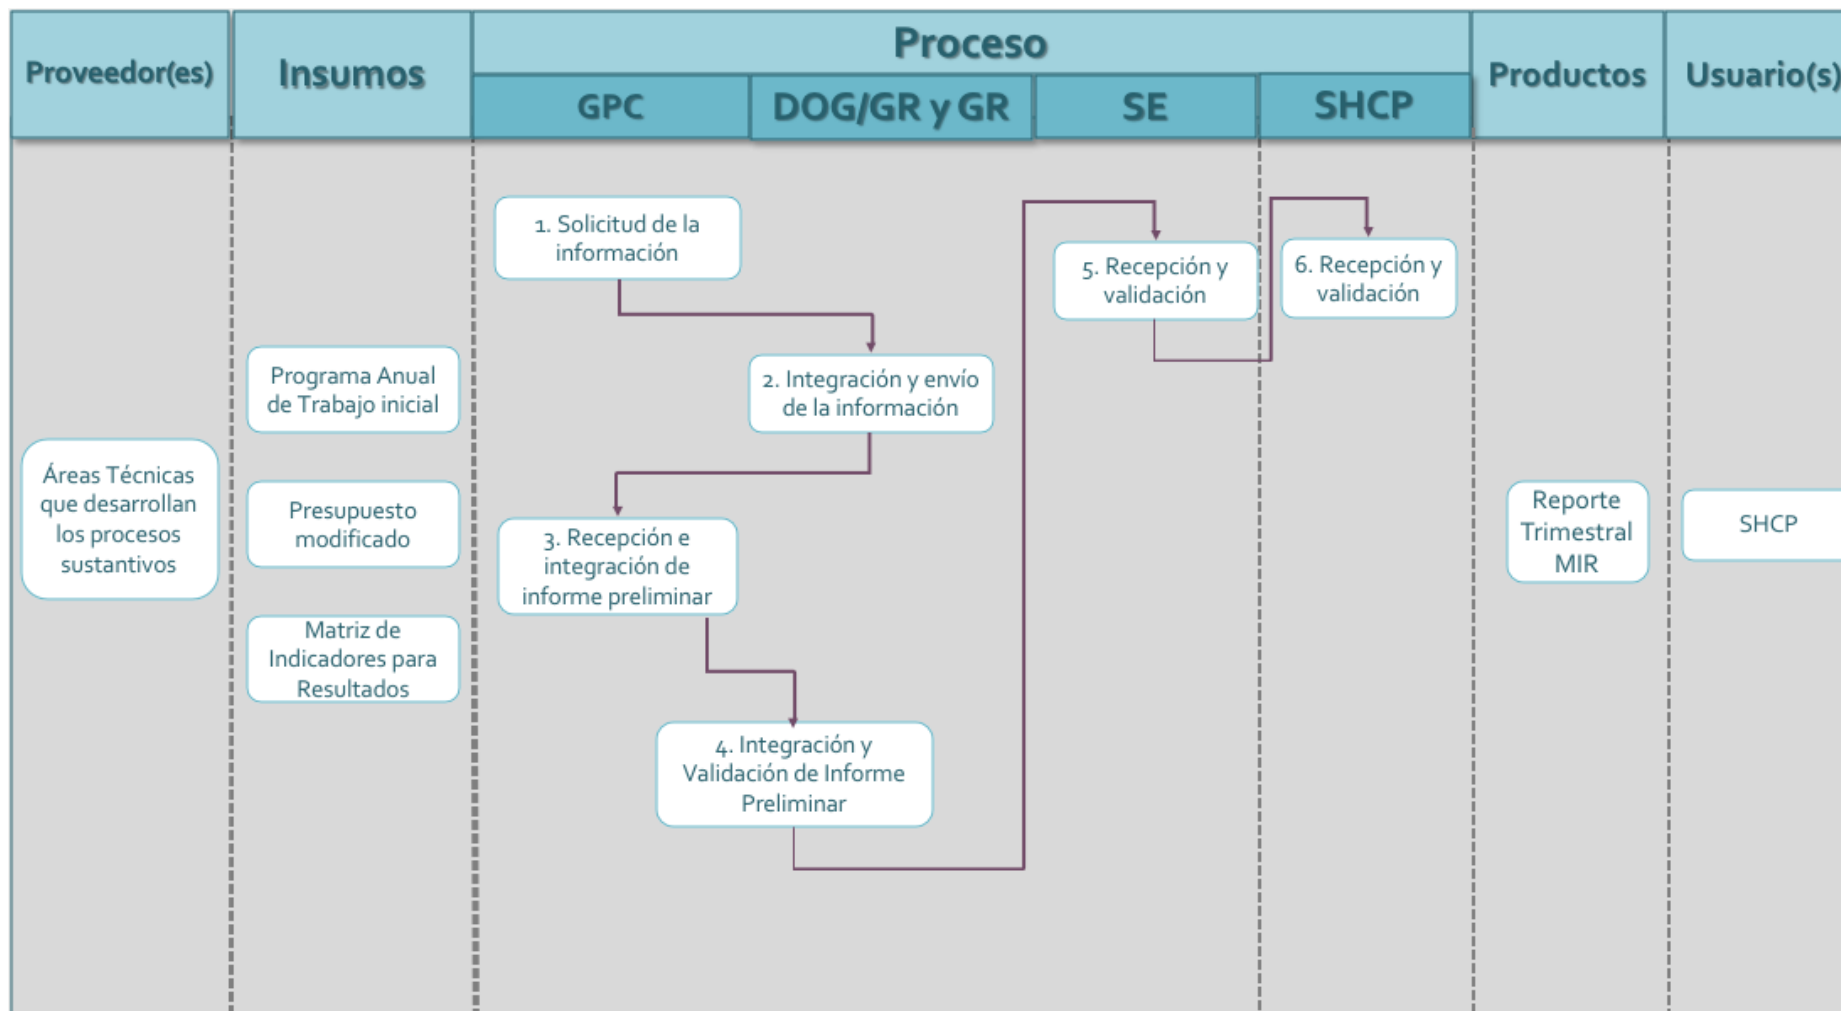 Proveedor(es)
Insumos
Proceso
GPC
DOG/GR y GR
SE
SHCP
Productos
Usuario(s)
Áreas Técnicas
que desarrollan
los procesos
sustantivos
Programa Anual
de Trabajo inicial
Presupuesto
modificado
Matriz de
Indicadores para
Resultados
1. Solicitud de la
información
2. Integración y envío
de la información
3. Recepción e
integración de
informe preliminar
4. Integración y
Validación de Informe
Preliminar
5. Recepción y
validación
6. Recepción y
validación
Reporte
Trimestral
MIR
SHCP